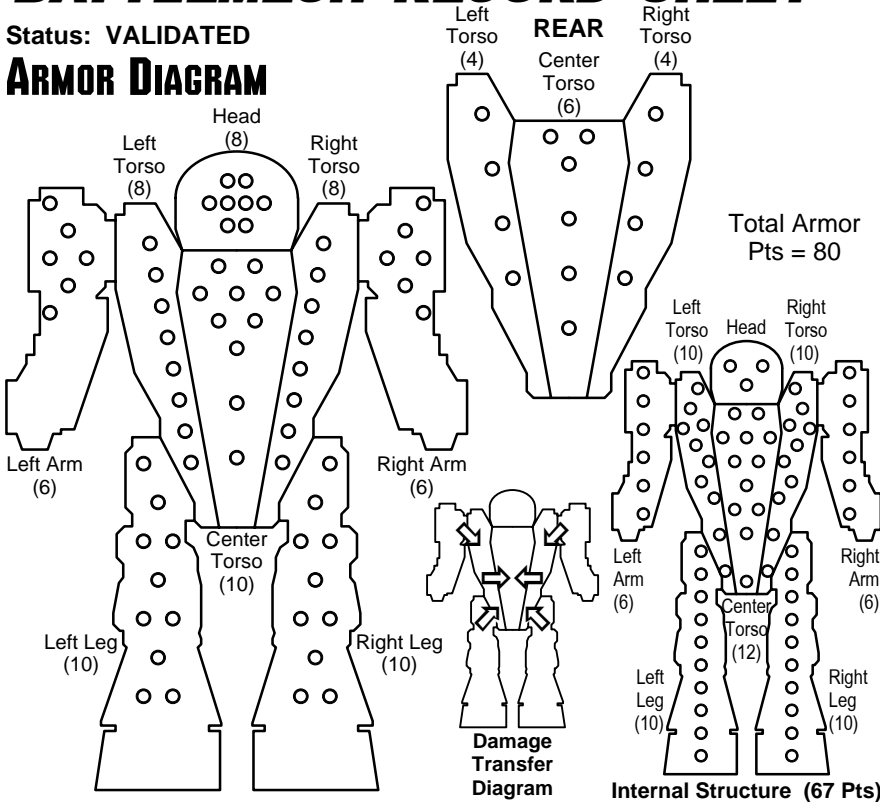 Status: VALIDATED
ARMOR DIAGRAM
Head
(8)
Left
Torso
(8)
Right
Torso
(8)
Left Arm
(6)
Right Arm
(6)
Center
Torso
(10)
Left Leg
(10)
Right Leg
(10)
REAR
Left
Torso
(4)
Center
Torso
(6)
Right
Torso
(4)
Total Armor
Pts = 80
Left
Torso
(10)
Head
Right
Torso
(10)
Left
Arm
(6)
Right
Arm
(6)
Center
Torso
(12)
Left
Leg
(10)
Right
Leg
(10)
Damage
Transfer
Diagram
Internal Structure (67 Pts)